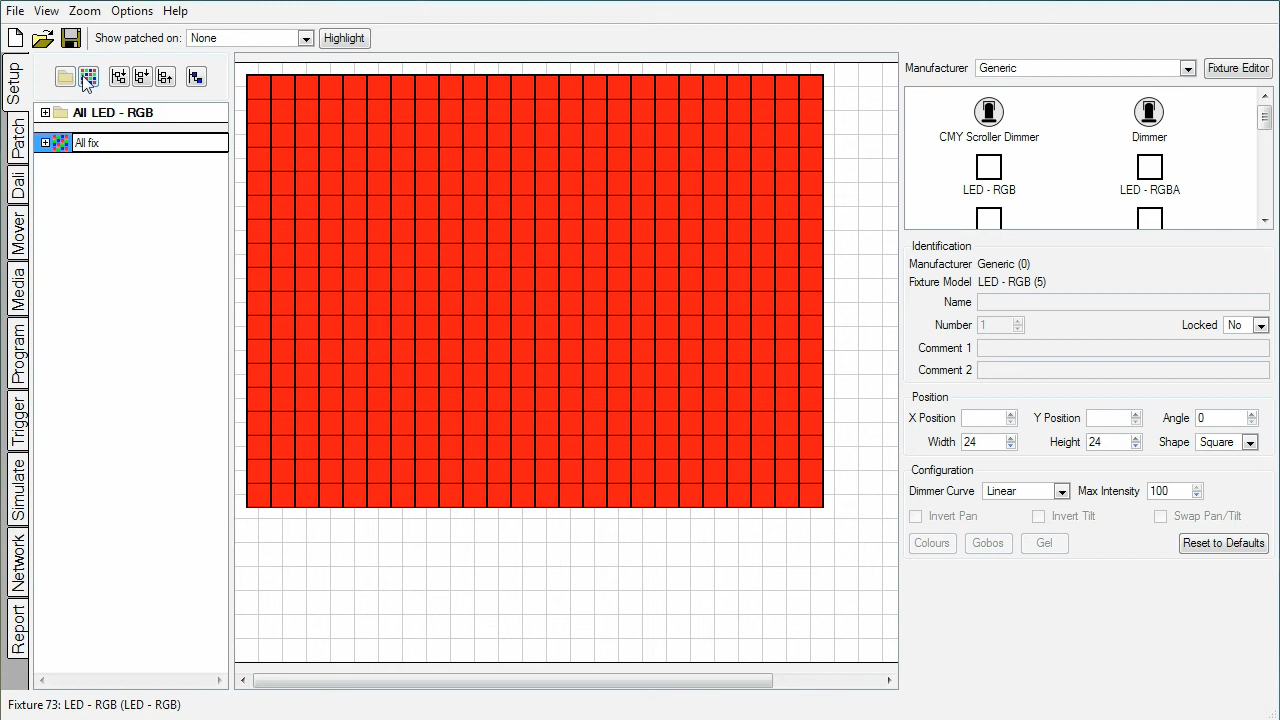 File View Zoom Options Help
Show patched on: None Highlight
Setup
Patch
Dali
Mover
Media
Program
Trigger
Simulate
Network
Report
All LED - RGB
All fix
Manufacturer Generic Fixture Editor
CMY Scroller Dimmer Dimmer
LED - RGB LED - RGBA
Identification
Manufacturer Generic (0)
Fixture Model LED - RGB (5)
Name
Number 1 Locked No
Comment 1
Comment 2
Position
X Position Y Position Angle 0
Width 24 Height 24 Shape Square
Configuration
Dimmer Curve Linear Max Intensity 100
Invert Pan Invert Tilt Swap Pan/Tilt
Colours Gobos Gel Reset to Defaults
Fixture 73: LED - RGB (LED - RGB)